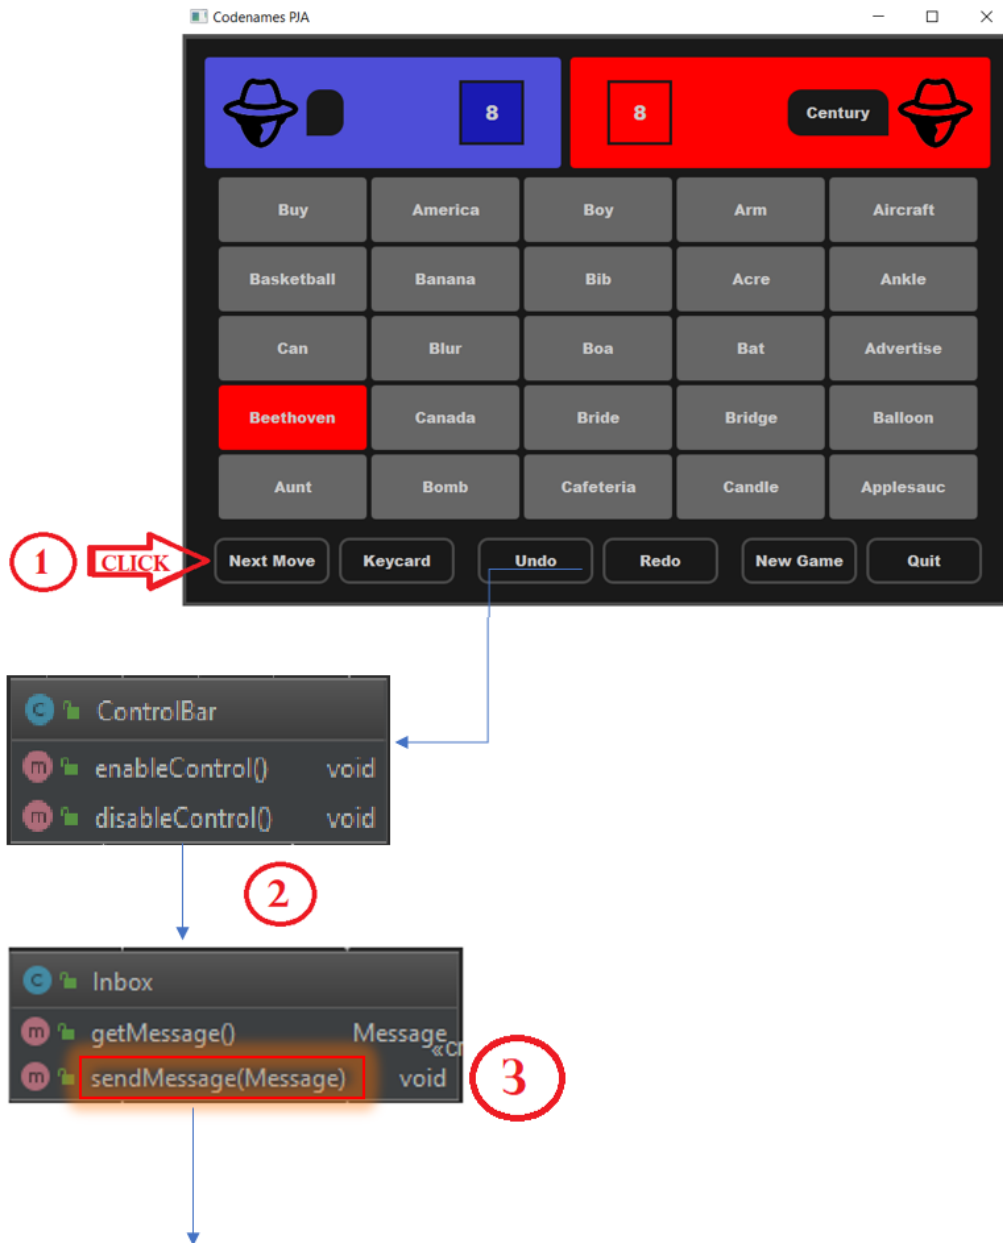 Codenames PJA
8
8
Century
Buy America Boy Arm Aircraft
Basketball Banana Bib Acre Ankle
Can Blur Boa Bat Advertise
Beethoven Canada Bride Bridge Balloon
Aunt Bomb Cafeteria Candle Applesauc
1 CLICK Next Move Keycard Undo Redo New Game Quit
C ControlBar
m enableControl() void
m disableControl() void
2
C Inbox
m getMessage() Message
«cr
m sendMessage(Message) void
3